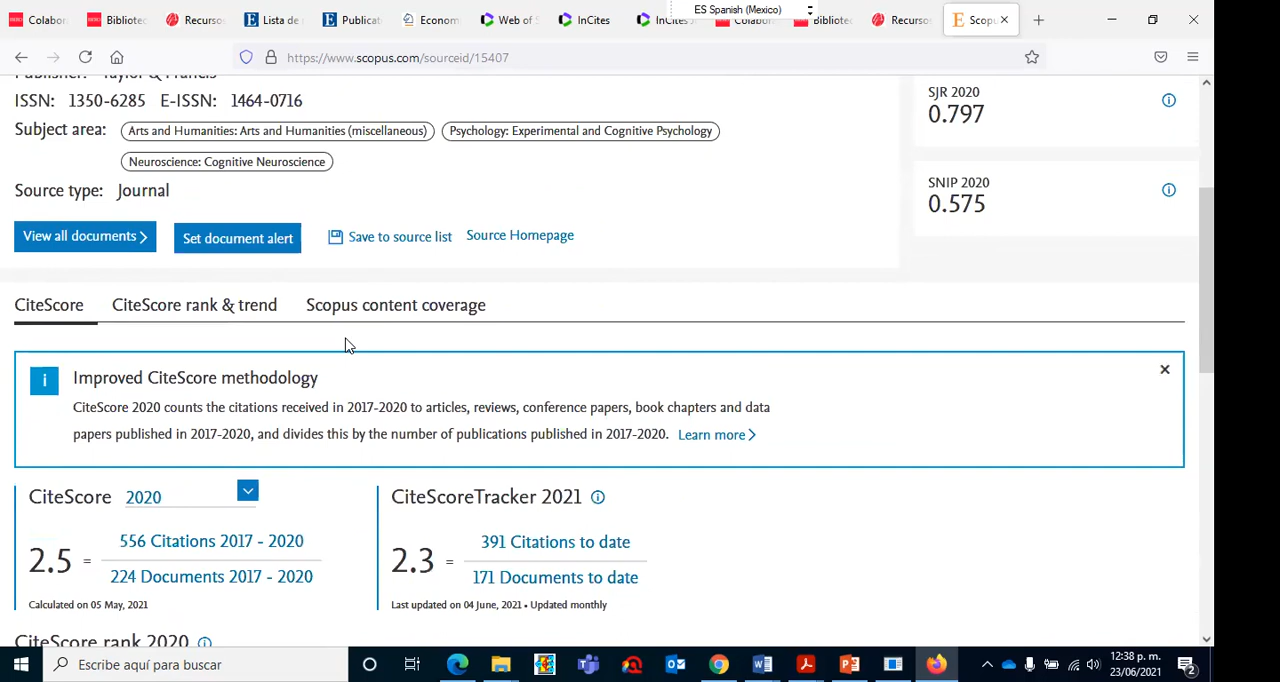 ES Spanish (Mexico)
Colabor
Bibliotec
Recurso
Lista de
Publicat
Econom
Web of S
InCites
InCites
Colabo
Bibliotec
Recurso
Scopu
https://www.scopus.com/sourceid/15407
Publisher: Taylor & Francis
ISSN: 1350-6285 E-ISSN: 1464-0716
Subject area: Arts and Humanities: Arts and Humanities (miscellaneous) Psychology: Experimental and Cognitive Psychology
Neuroscience: Cognitive Neuroscience
Source type: Journal
SJR 2020
0.797
SNIP 2020
0.575
View all documents Set document alert Save to source list Source Homepage
CiteScore CiteScore rank & trend Scopus content coverage
Improved CiteScore methodology
CiteScore 2020 counts the citations received in 2017-2020 to articles, reviews, conference papers, book chapters and data
papers published in 2017-2020, and divides this by the number of publications published in 2017-2020. Learn more
CiteScore 2020
2.5 =
556 Citations 2017 - 2020
224 Documents 2017 - 2020
Calculated on 05 May, 2021
CiteScoreTracker 2021
2.3 =
391 Citations to date
171 Documents to date
Last updated on 04 June, 2021 • Updated monthly
CiteScore rank 2020
Escribe aquí para buscar
12:38 p. m.
23/06/2021
2